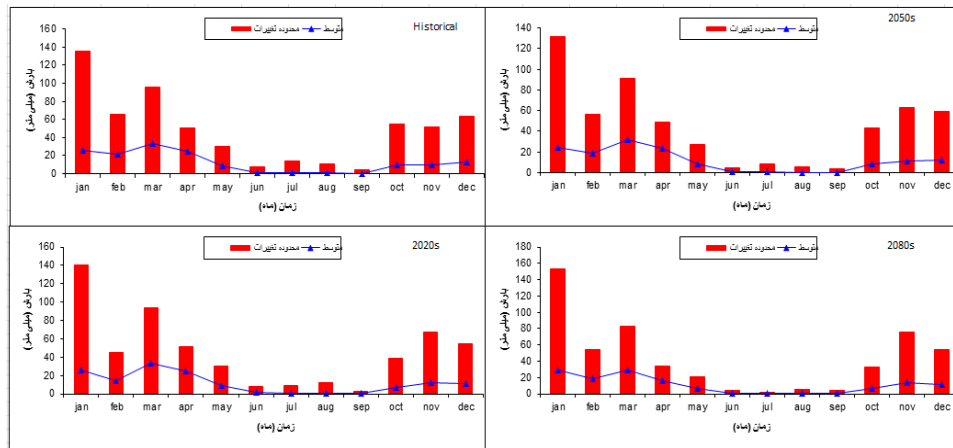 محدوده تغییرات متوسط
Historical
بارش (میلی متر)
160
140
120
100
80
60
40
20
0
jan feb mar apr may jun jul aug sep oct nov dec
زمان (ماه)
محدوده تغییرات متوسط
2050s
بارش (میلی متر)
140
120
100
80
60
40
20
0
jan feb mar apr may jun jul aug sep oct nov dec
زمان (ماه)
محدوده تغییرات متوسط
2020s
بارش (میلی متر)
160
140
120
100
80
60
40
20
0
jan feb mar apr may jun jul aug sep oct nov dec
زمان (ماه)
محدوده تغییرات متوسط
2080s
بارش (میلی متر)
180
160
140
120
100
80
60
40
20
0
jan feb mar apr may jun jul aug sep oct nov dec
زمان (ماه)